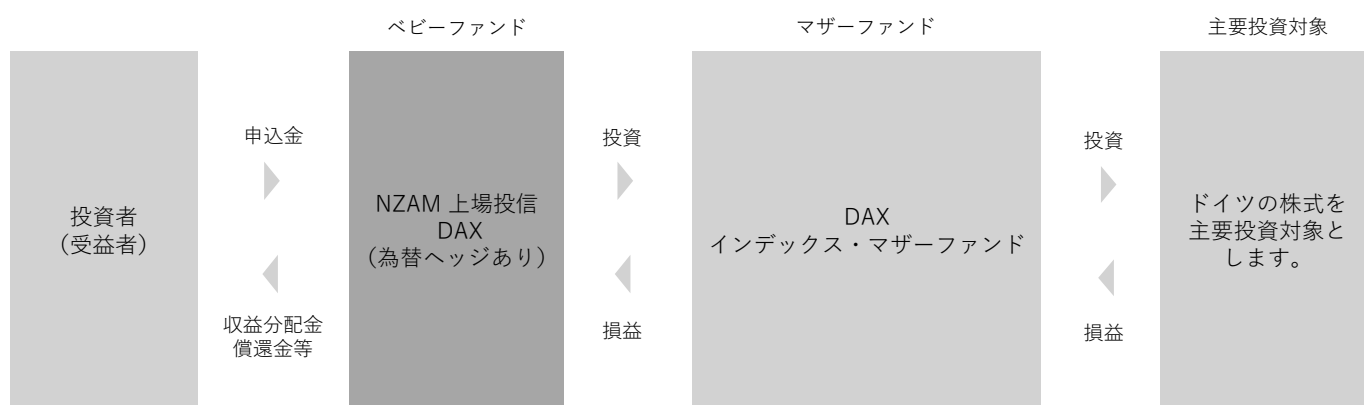 ベビーファンド
マザーファンド
主要投資対象
投資者
（受益者）
申込金
収益分配金
償還金等
NZAM 上場投信
DAX
（為替ヘッジあり）
投資
損益
DAX
インデックス・マザーファンド
投資
損益
ドイツの株式を
主要投資対象と
します。